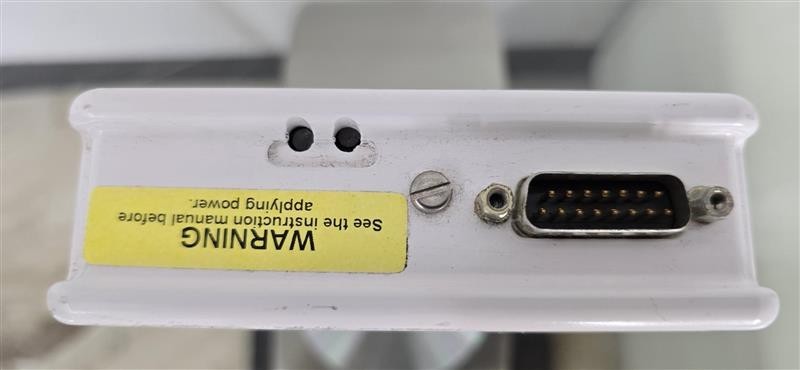 WARNING
See the instruction manual before
applying power.